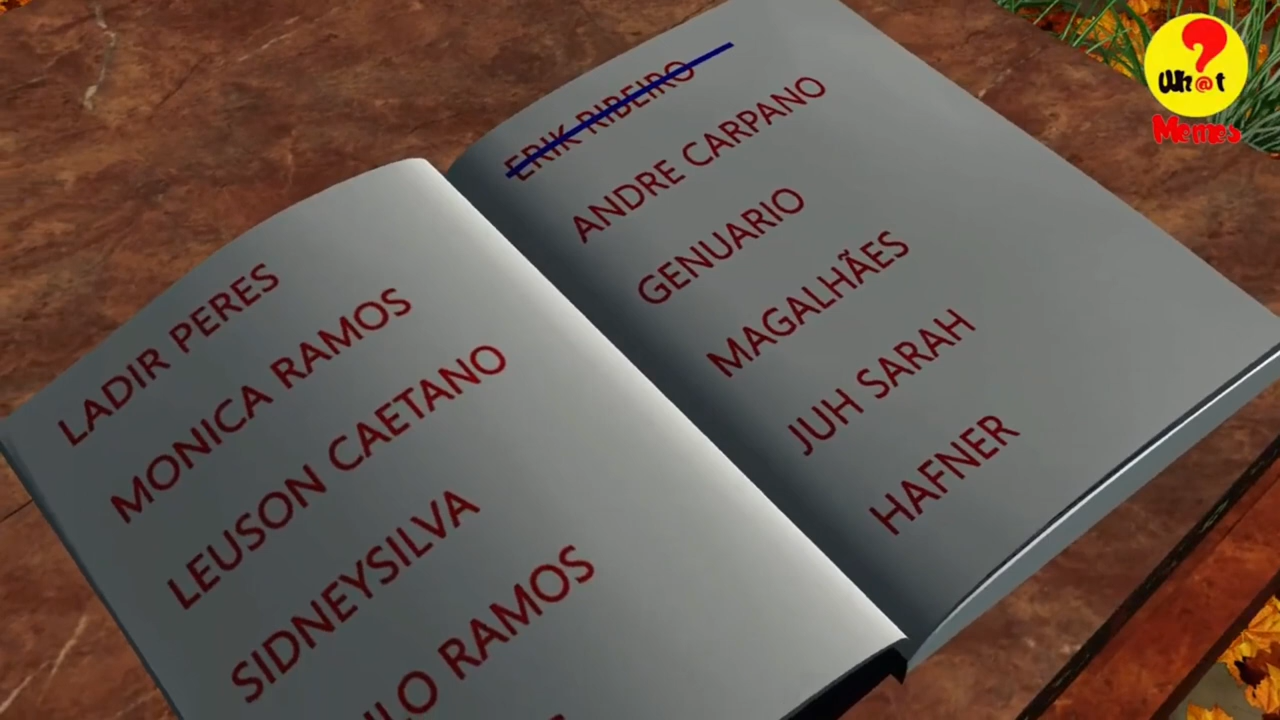 LADIR PERES
MONICA RAMOS
LEUSON CAETANO
SIDNEYSILVA
RAMOS
ERIK RIBEIRO
ANDRE CARPANO
GENUARIO
MAGALHÃES
JUH SARAH
HAFNER
?
Wh@t
Memes